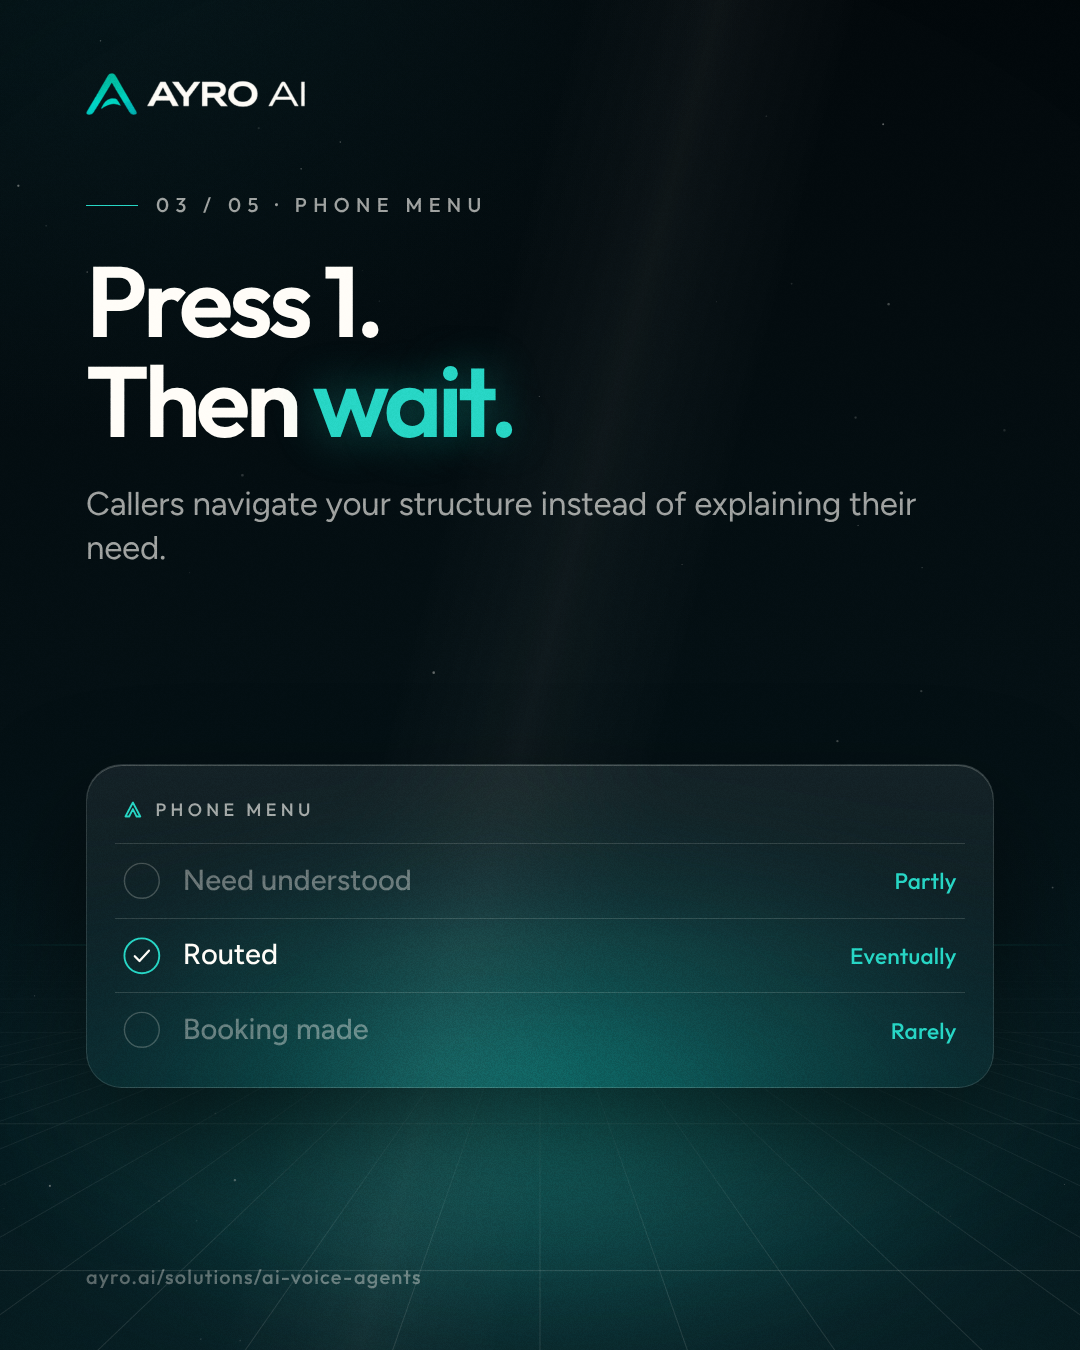 AYRO AI
03 / 05 · PHONE MENU
Press 1.
Then wait.
Callers navigate your structure instead of explaining their
need.
PHONE MENU
Need understood Partly
Routed Eventually
Booking made Rarely
ayro.ai/solutions/ai-voice-agents